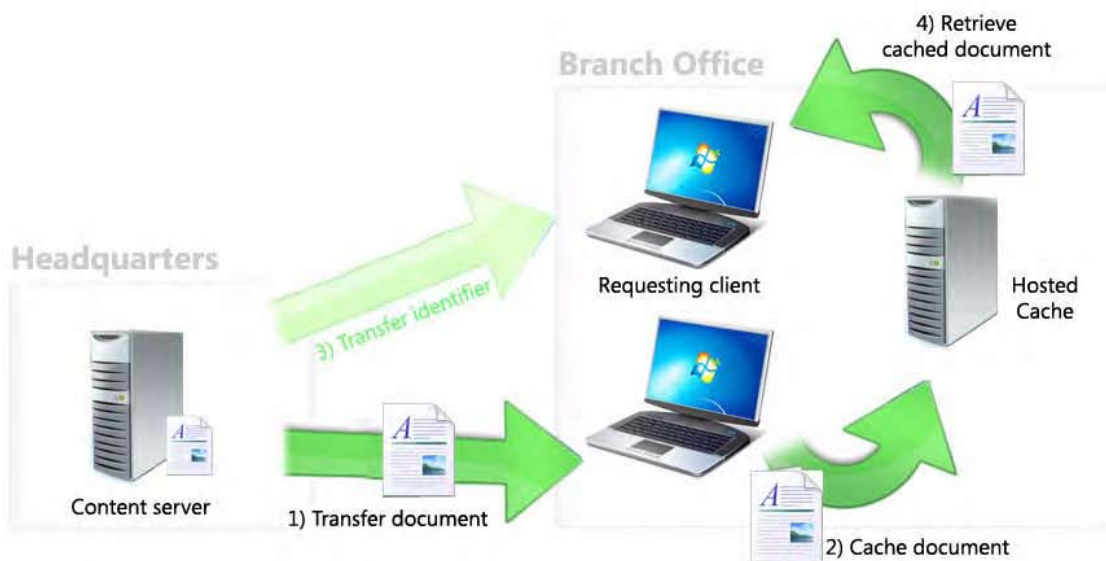 4) Retrieve
cached document
Branch Office
Headquarters
3) Transfer identifier
Requesting client
Hosted
Cache
Content server
1) Transfer document
2) Cache document
A
A
A
A